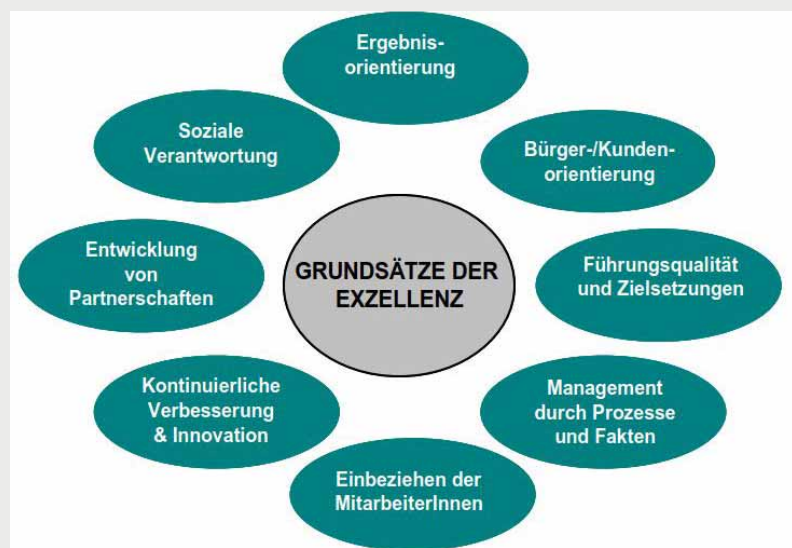 Ergebnis-
orientierung
Bürger-/Kunden-
orientierung
Führungsqualität
und Zielsetzungen
Management
durch Prozesse
und Fakten
Einbeziehen der
MitarbeiterInnen
Kontinuierliche
Verbesserung
& Innovation
Entwicklung
von
Partnerschaften
Soziale
Verantwortung
GRUNDSÄTZE DER
EXZELLENZ